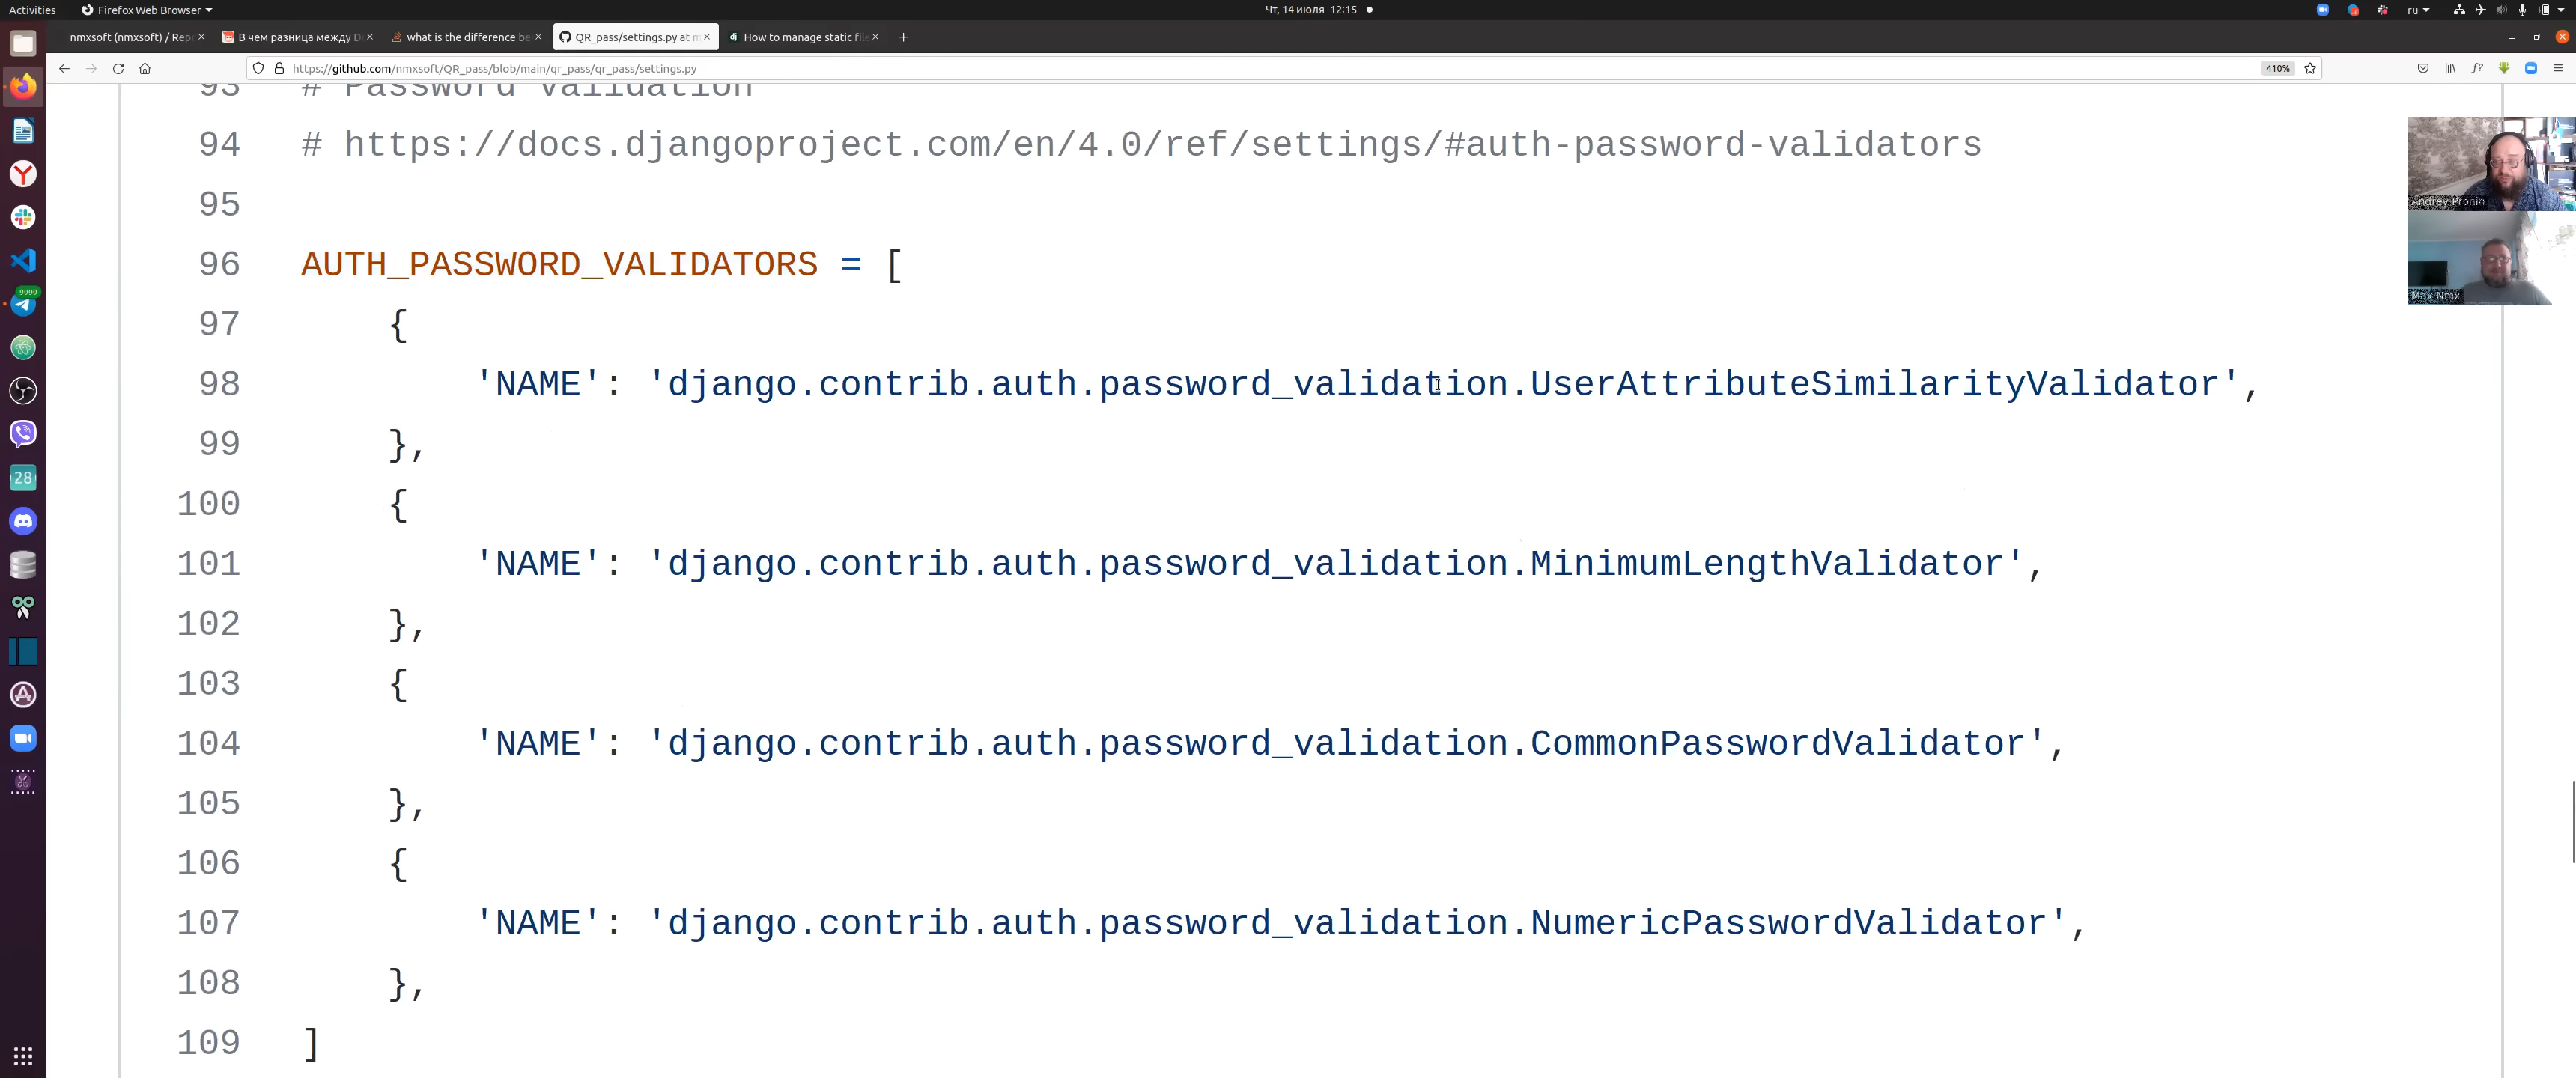 Activities
Firefox Web Browser
Чт, 14 июля 12:15
ru
nmxsoft (nmxsoft) / Rep
В чем разница между D
what is the difference be
QR_pass/settings.py at m
How to manage static file
https://github.com/nmxsoft/QR_pass/blob/main/qr_pass/qr_pass/settings.py
410%
93 # Password validation
94 # https://docs.djangoproject.com/en/4.0/ref/settings/#auth-password-validators
95
96 AUTH_PASSWORD_VALIDATORS = [
97 {
98 'NAME': 'django.contrib.auth.password_validation.UserAttributeSimilarityValidator',
99 },
100 {
101 'NAME': 'django.contrib.auth.password_validation.MinimumLengthValidator',
102 },
103 {
104 'NAME': 'django.contrib.auth.password_validation.CommonPasswordValidator',
105 },
106 {
107 'NAME': 'django.contrib.auth.password_validation.NumericPasswordValidator',
108 },
109 ]
Andrey Pronin
Max Nmx
9999
28